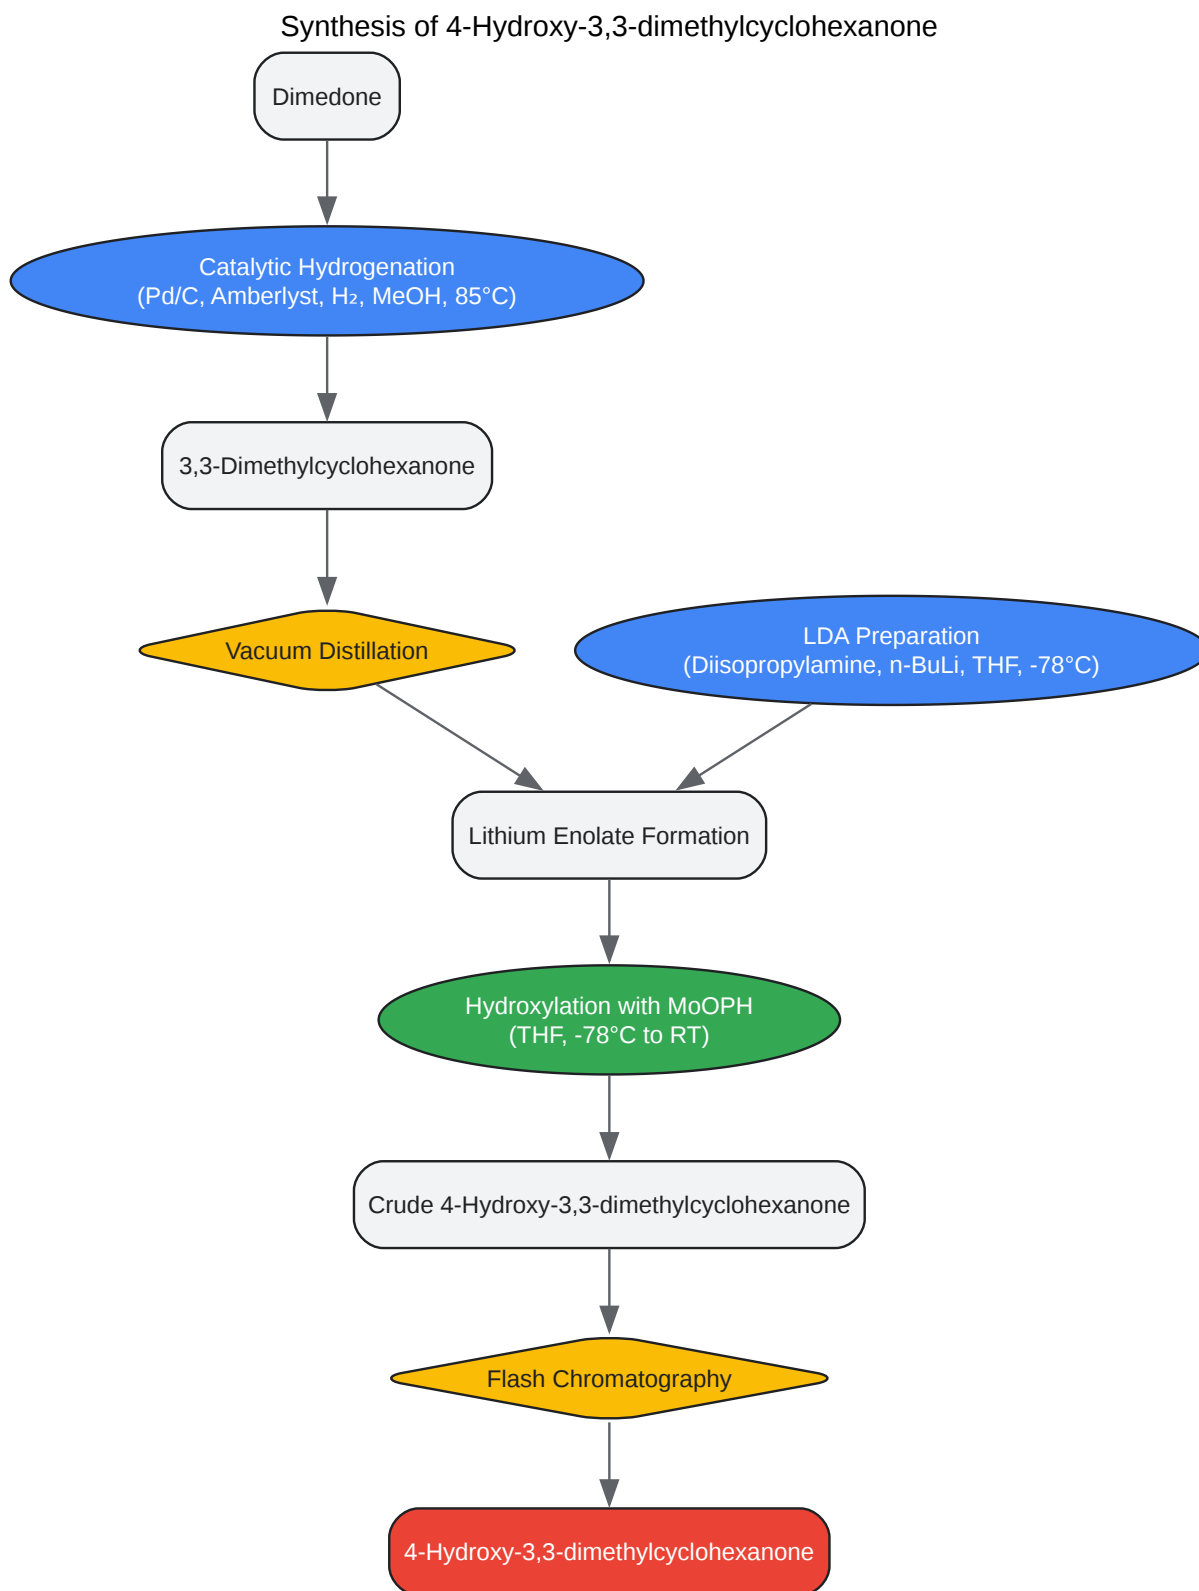 Synthesis of 4-Hydroxy-3,3-dimethylcyclohexanone
Dimedone
Catalytic Hydrogenation
(Pd/C, Amberlyst, H₂, MeOH, 85°C)
3,3-Dimethylcyclohexanone
Vacuum Distillation
LDA Preparation
(Diisopropylamine, n-BuLi, THF, -78°C)
Lithium Enolate Formation
Hydroxylation with MoOPH
(THF, -78°C to RT)
Crude 4-Hydroxy-3,3-dimethylcyclohexanone
Flash Chromatography
4-Hydroxy-3,3-dimethylcyclohexanone